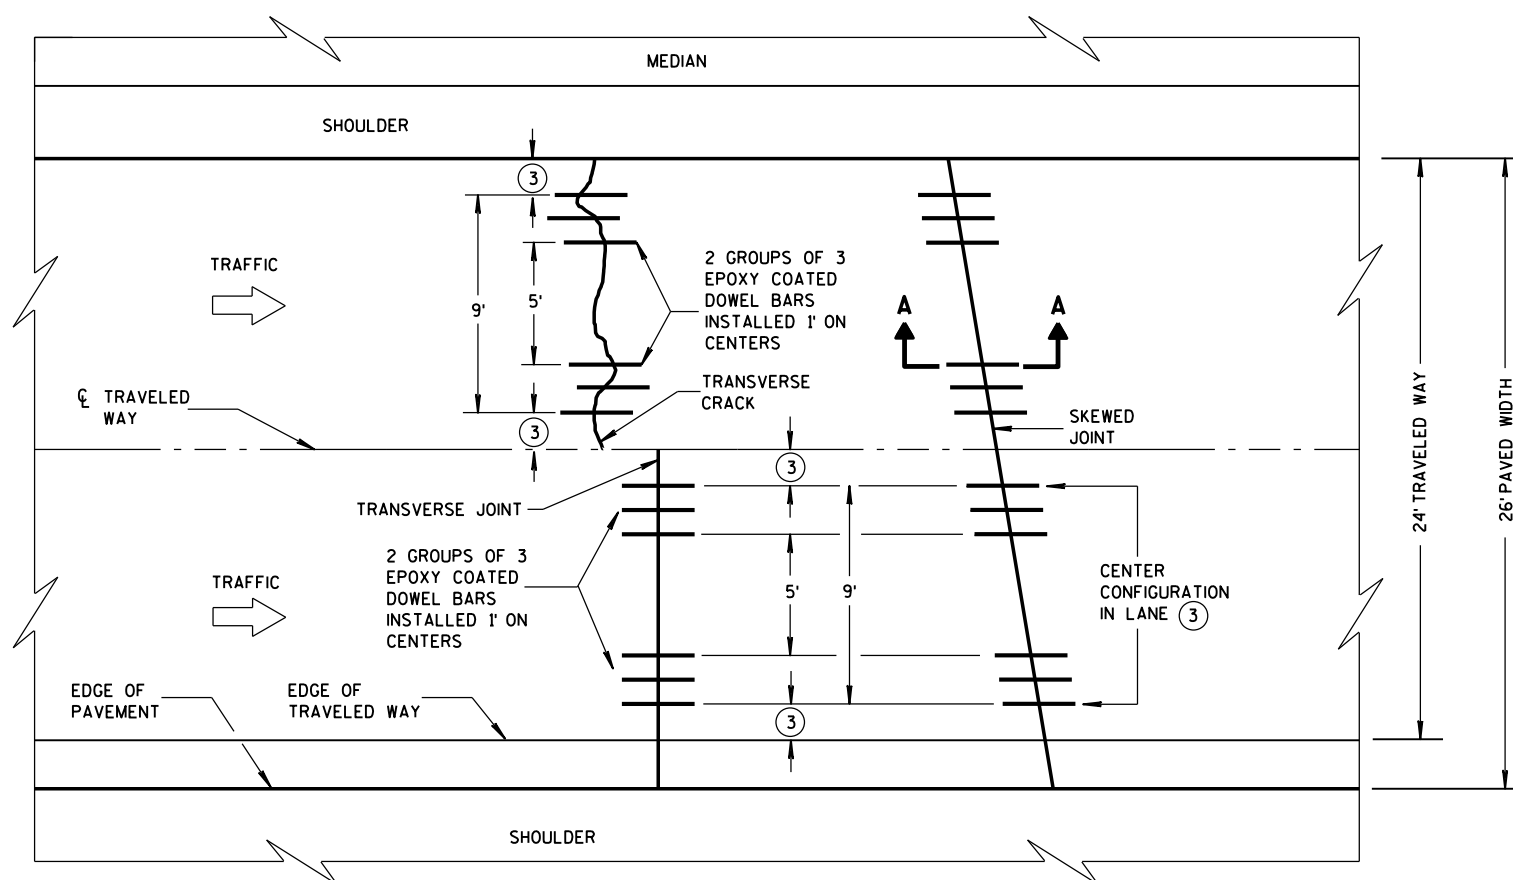 MEDIAN
SHOULDER
3
TRAFFIC
9'
5'
2 GROUPS OF 3
EPOXY COATED
DOWEL BARS
INSTALLED 1' ON
CENTERS
A
A
℄ TRAVELED
WAY
TRANSVERSE
CRACK
3
SKEWED
JOINT
3
24' TRAVELED WAY
26' PAVED WIDTH
TRANSVERSE JOINT
2 GROUPS OF 3
EPOXY COATED
DOWEL BARS
INSTALLED 1' ON
CENTERS
TRAFFIC
5'
9'
CENTER
CONFIGURATION
IN LANE 3
EDGE OF
PAVEMENT
EDGE OF
TRAVELED WAY
3
SHOULDER